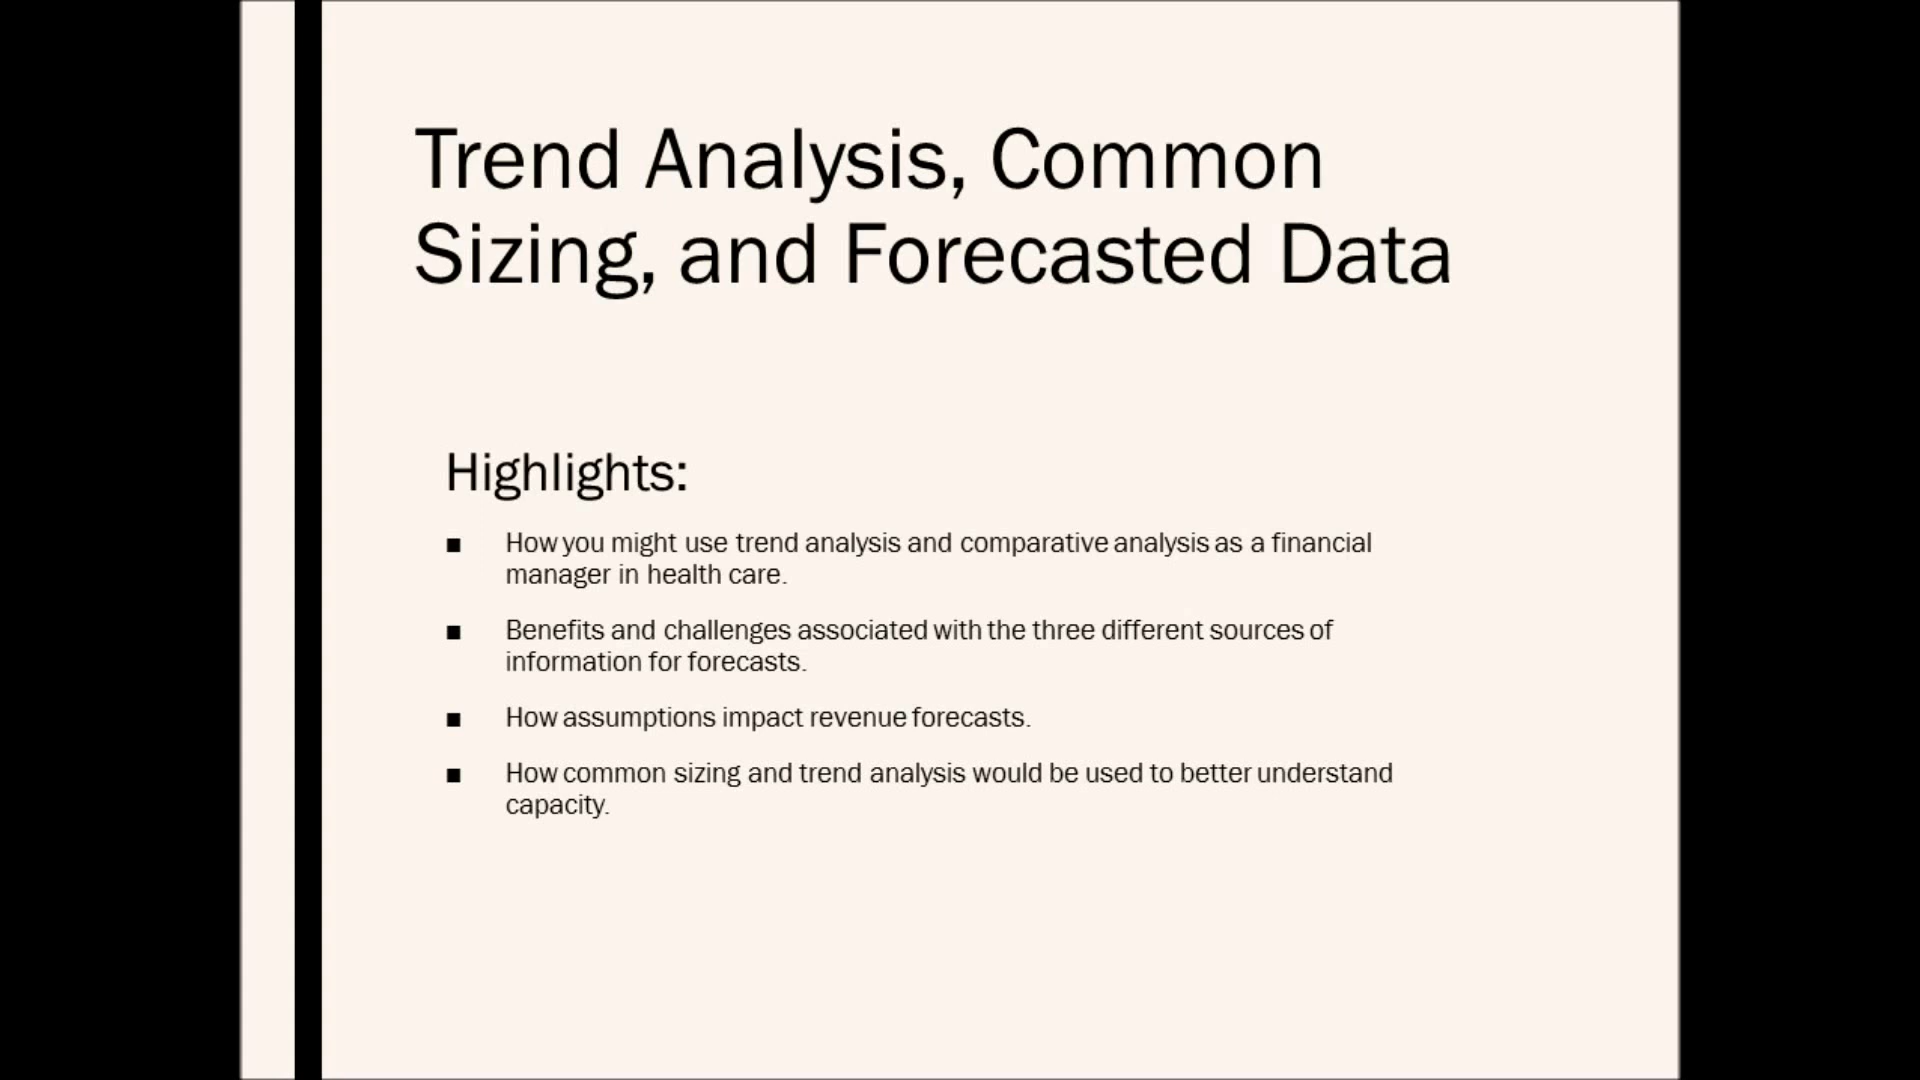 Trend Analysis, Common
Sizing, and Forecasted Data
Highlights:
■ How you might use trend analysis and comparative analysis as a financial
manager in health care.
■ Benefits and challenges associated with the three different sources of
information for forecasts.
■ How assumptions impact revenue forecasts.
■ How common sizing and trend analysis would be used to better understand
capacity.